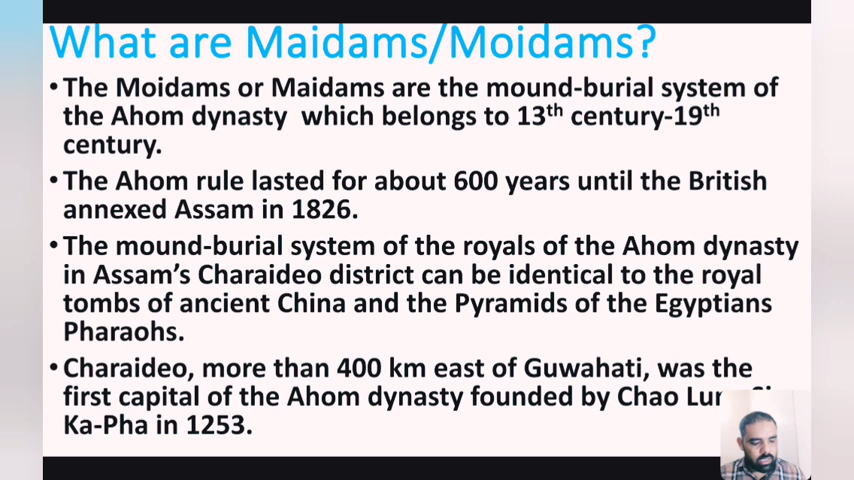 What are Maidams/Moidams?
• The Moidams or Maidams are the mound-burial system of
the Ahom dynasty which belongs to 13th century-19th
century.
• The Ahom rule lasted for about 600 years until the British
annexed Assam in 1826.
• The mound-burial system of the royals of the Ahom dynasty
in Assam's Charaideo district can be identical to the royal
tombs of ancient China and the Pyramids of the Egyptians
Pharaohs.
• Charaideo, more than 400 km east of Guwahati, was the
first capital of the Ahom dynasty founded by Chao
Ka-Pha in 1253.